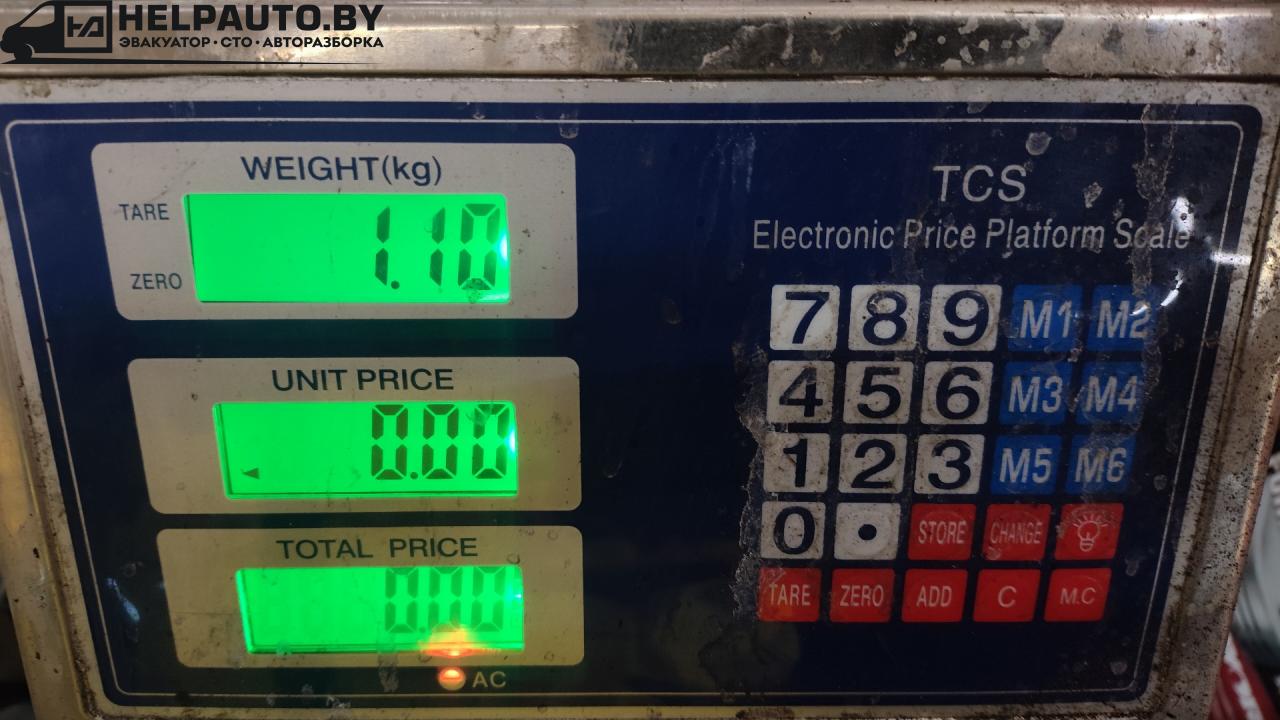 HELPAUTO.BY
ЭВАКУАТОР · СТО · АВТОРАЗБОРКА
WEIGHT(kg)
TARE
1.10
ZERO
UNIT PRICE
0.00
TOTAL PRICE
0.00
AC
TCS
Electronic Price Platform Scale
7 8 9 M1 M2
4 5 6 M3 M4
1 2 3 M5 M6
0 • STORE CHANGE
TARE ZERO ADD C M.C